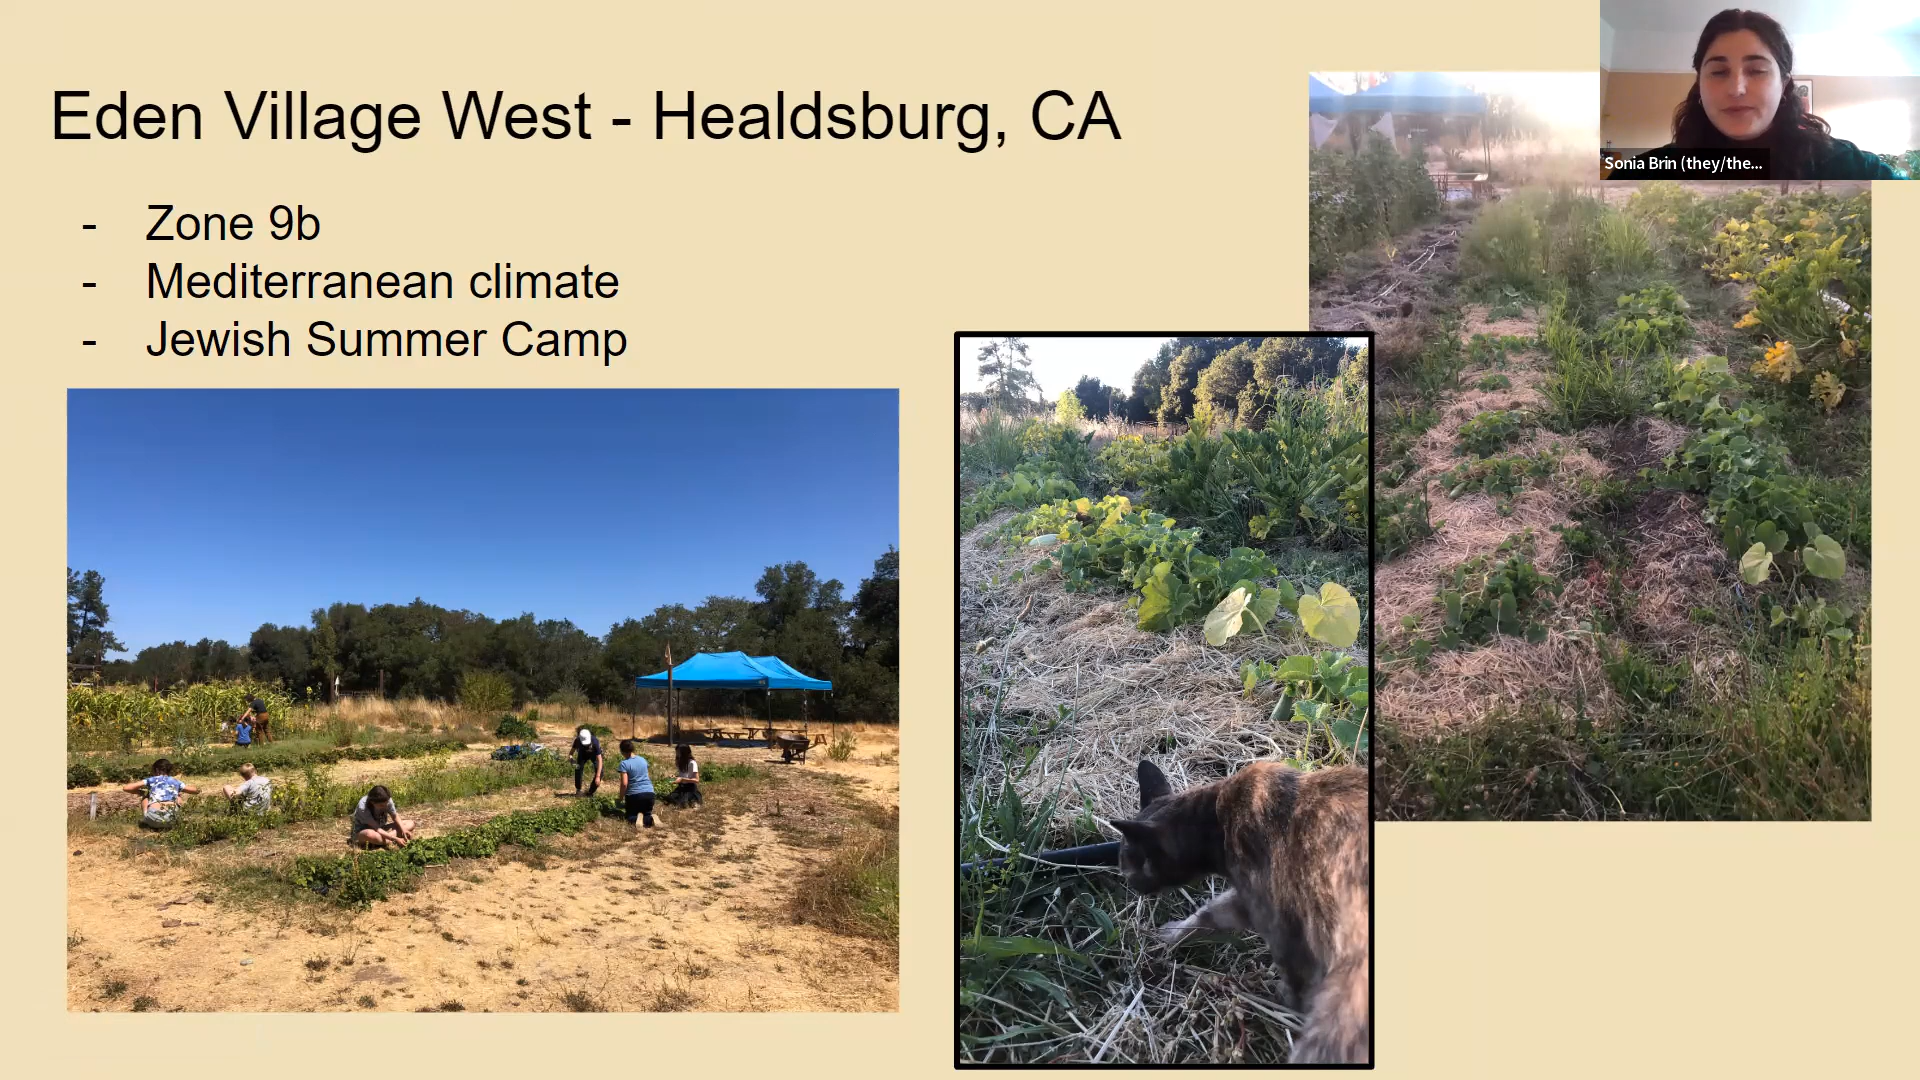 Eden Village West - Healdsburg, CA
- Zone 9b
- Mediterranean climate
- Jewish Summer Camp
Sonia Brin (they/the...